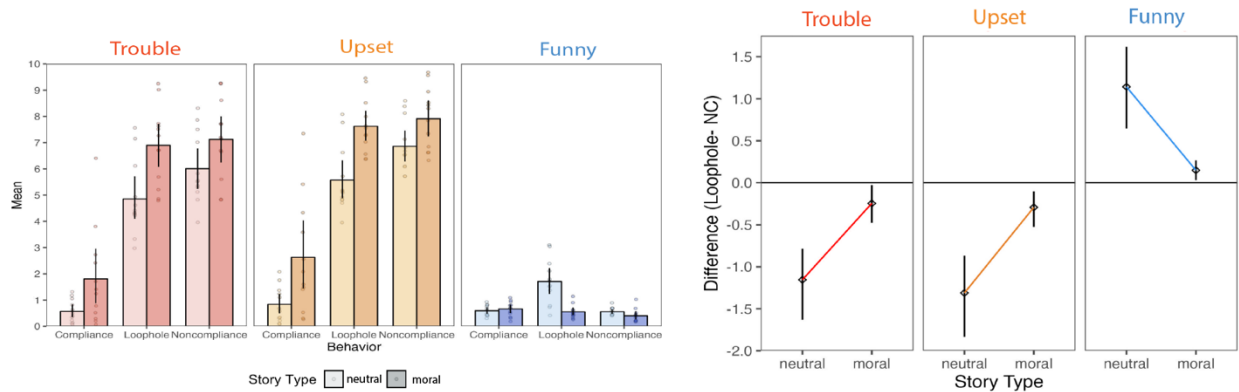 Trouble Upset Funny
Mean
10
9
8
7
6
5
4
3
2
1
0
Compliance Loophole Noncompliance Compliance Loophole Noncompliance Compliance Loophole Noncompliance
Behavior
Story Type neutral moral
Trouble Upset Funny
Difference (Loophole- NC)
1.5
1.0
0.5
0.0
-0.5
-1.0
-1.5
-2.0
neutral moral neutral moral neutral moral
Story Type